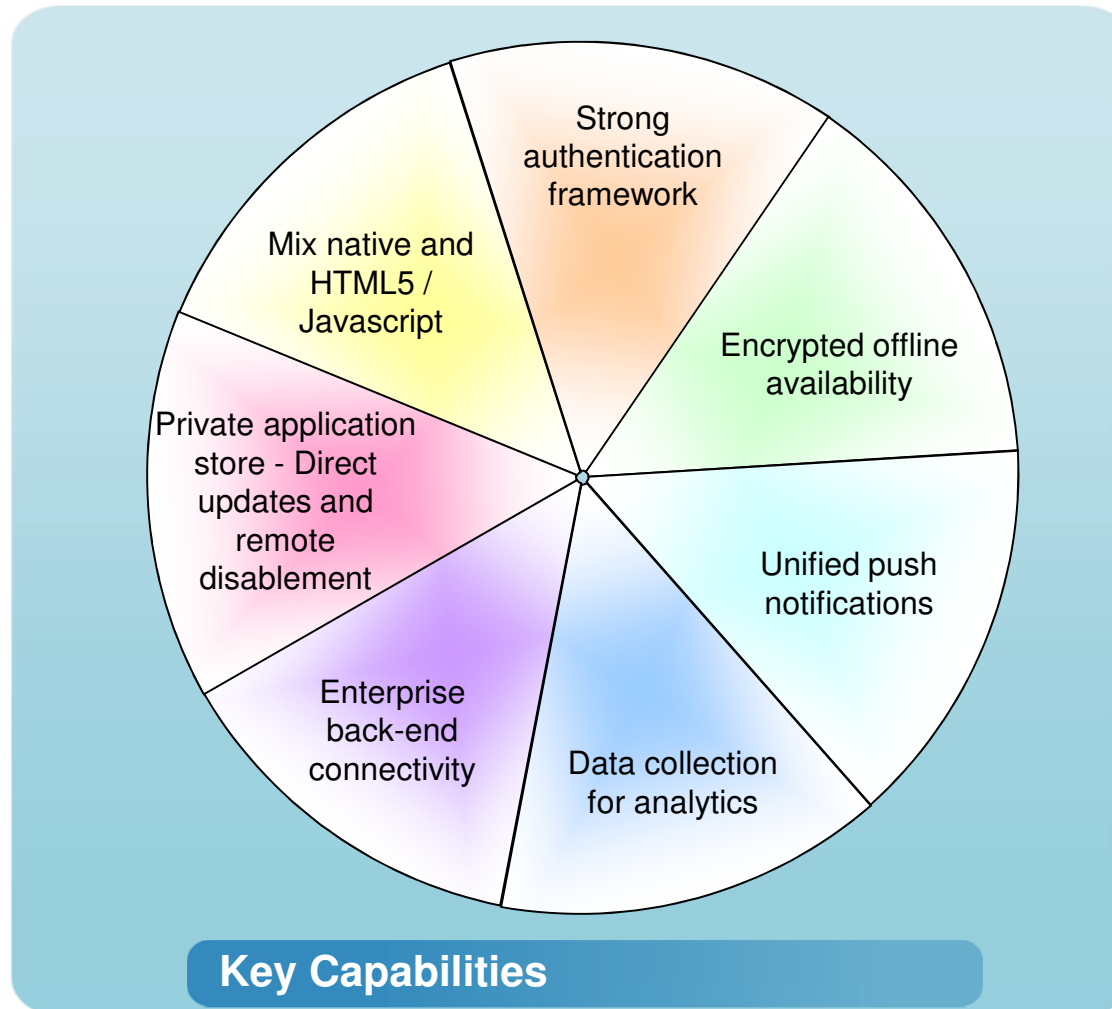 Strong
authentication
framework
Mix native and
HTML5 /
Javascript
Encrypted offline
availability
Private application
store - Direct
updates and
remote
disablement
Unified push
notifications
Enterprise
back-end
connectivity
Data collection
for analytics
Key Capabilities